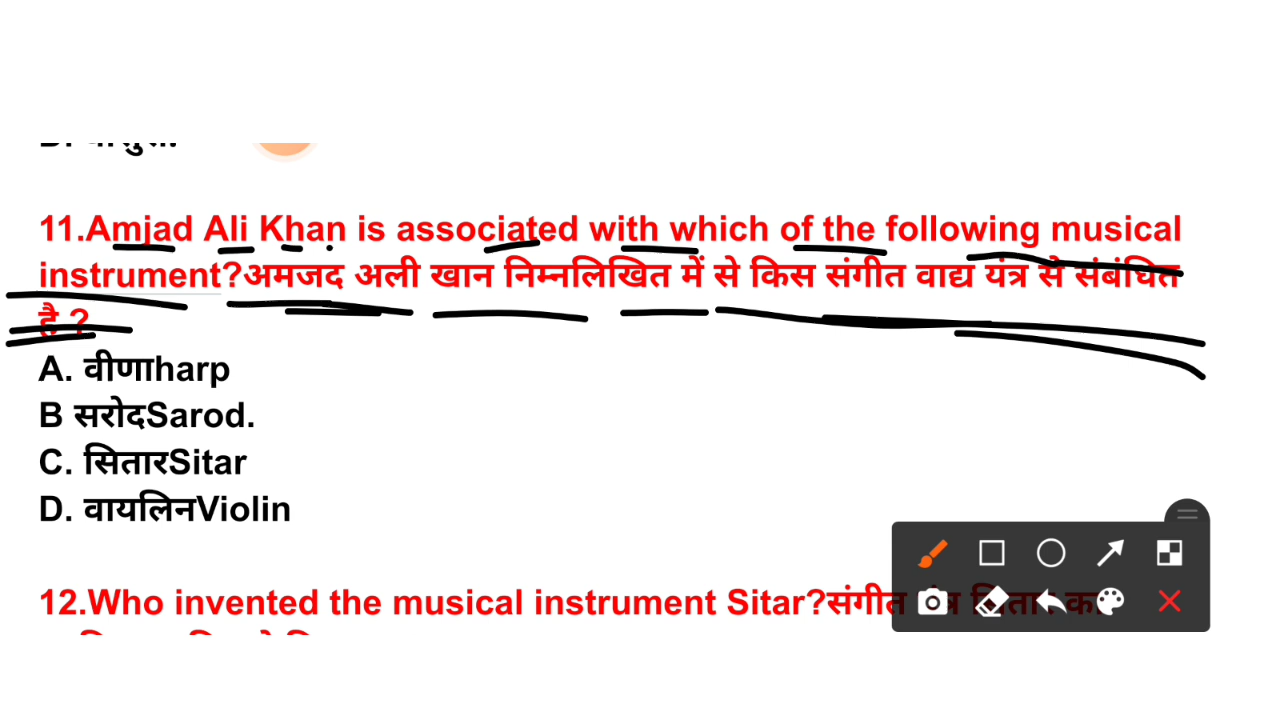 11.Amjad Ali Khan is associated with which of the following musical
instrument?अमजद अली खान निम्नलिखित में से किस संगीत वाद्य यंत्र से संबंधित
है ?
A. वीणाharp
B सरोदSarod.
C. सितारSitar
D. वायलिनViolin
12.Who invented the musical instrument Sitar?संगीत